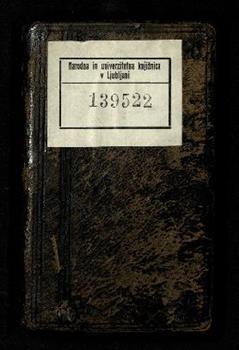 Narodna in univerzitetna knjižnica
v Ljubljani
139522